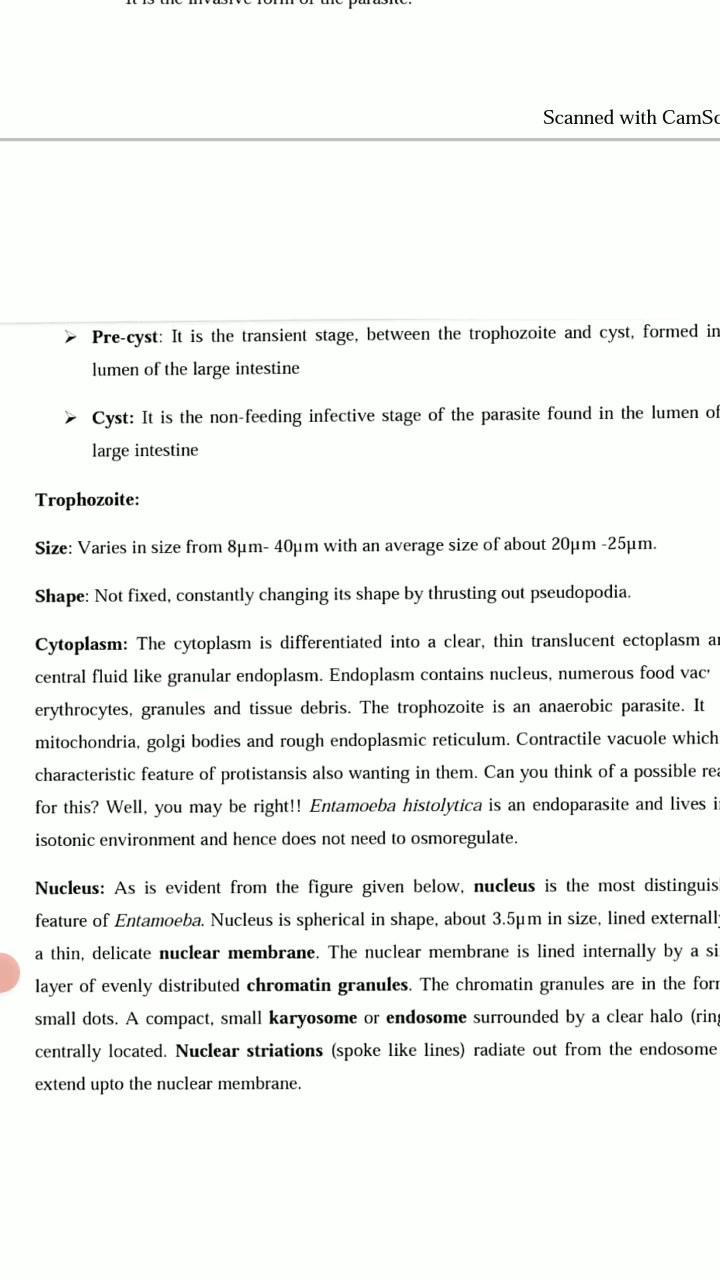 It is the invasive form of the parasite.
Scanned with CamSc
➢ Pre-cyst: It is the transient stage, between the trophozoite and cyst, formed in
lumen of the large intestine
➢ Cyst: It is the non-feeding infective stage of the parasite found in the lumen of
large intestine
Trophozoite:
Size: Varies in size from 8µm- 40µm with an average size of about 20µm -25µm.
Shape: Not fixed, constantly changing its shape by thrusting out pseudopodia.
Cytoplasm: The cytoplasm is differentiated into a clear, thin translucent ectoplasm
central fluid like granular endoplasm. Endoplasm contains nucleus, numerous food vac
erythrocytes, granules and tissue debris. The trophozoite is an anaerobic parasite. It
mitochondria, golgi bodies and rough endoplasmic reticulum. Contractile vacuole which
characteristic feature of protistansis also wanting in them. Can you think of a possible rea
for this? Well, you may be right!! Entamoeba histolytica is an endoparasite and lives
isotonic environment and hence does not need to osmoregulate.
Nucleus: As is evident from the figure given below, nucleus is the most distinguis
feature of Entamoeba. Nucleus is spherical in shape, about 3.5µm in size, lined externally
a thin, delicate nuclear membrane. The nuclear membrane is lined internally by a si
layer of evenly distributed chromatin granules. The chromatin granules are in the for
small dots. A compact, small karyosome or endosome surrounded by a clear halo (ring
centrally located. Nuclear striations (spoke like lines) radiate out from the endosome
extend upto the nuclear membrane.